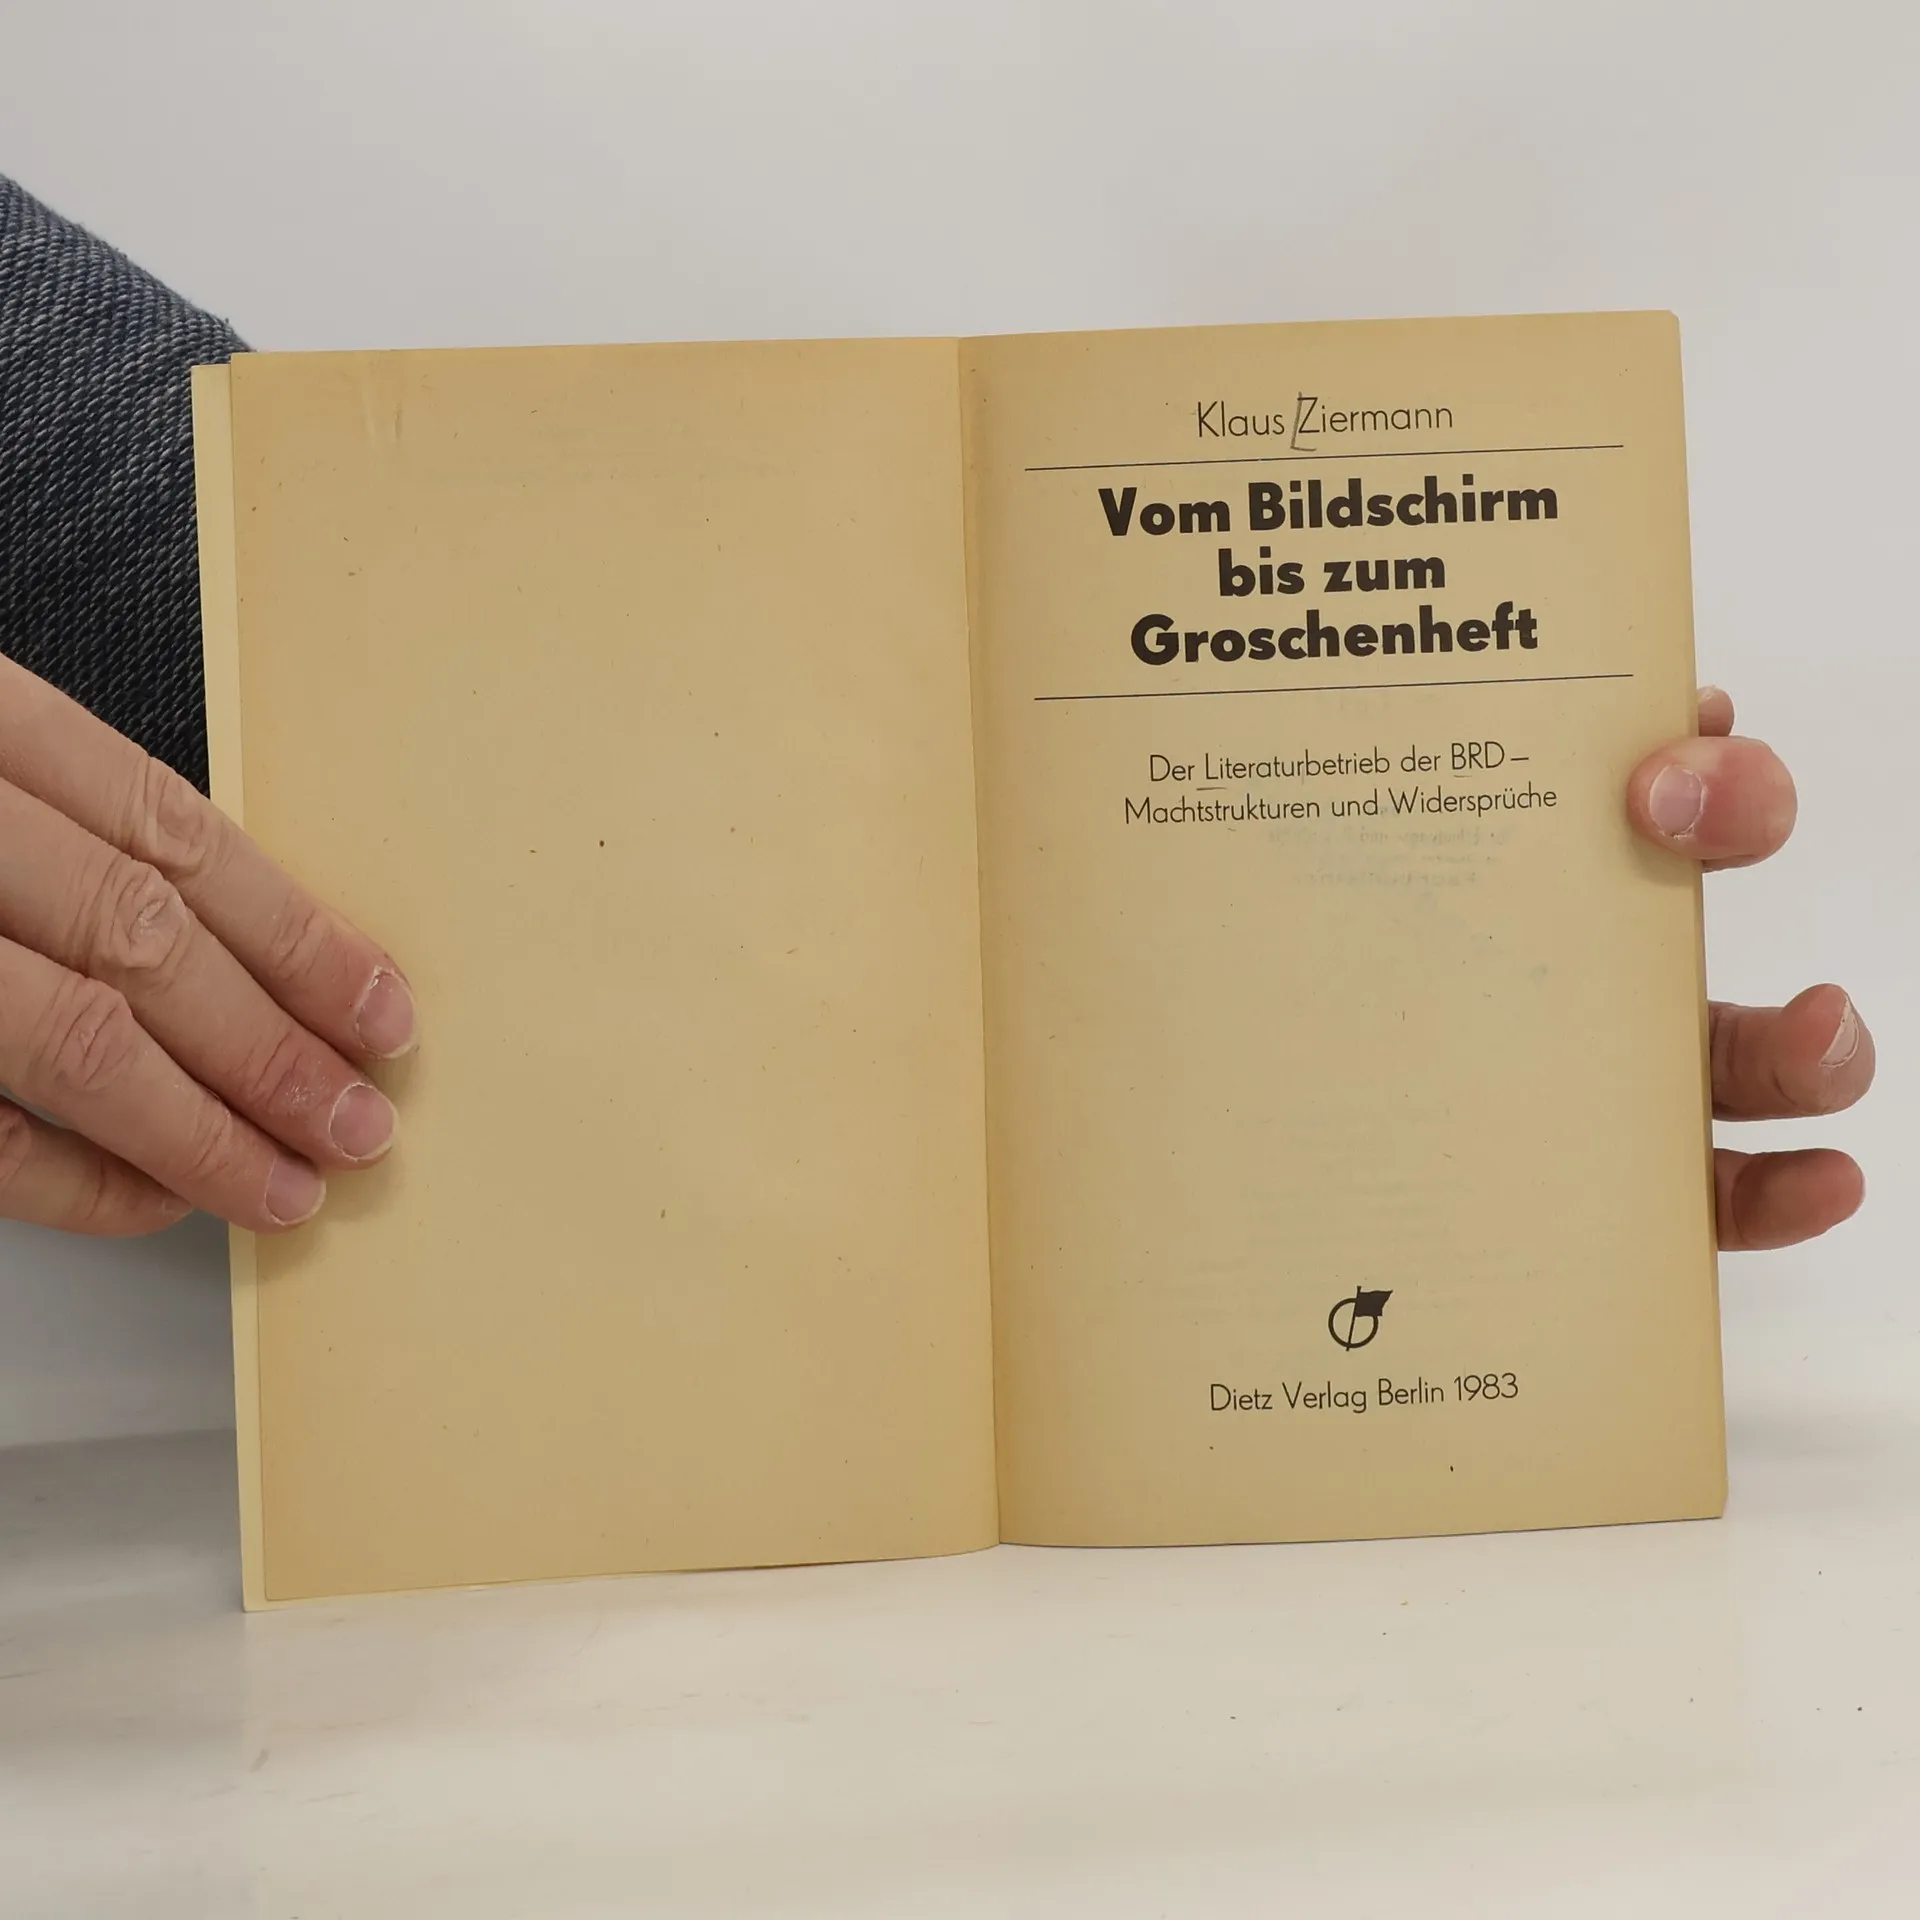 Klaus Ziermann
Vom Bildschirm
bis zum
Groschenheft
Der Literaturbetrieb der BRD –
Machtstrukturen und Widersprüche
Dietz Verlag Berlin 1983